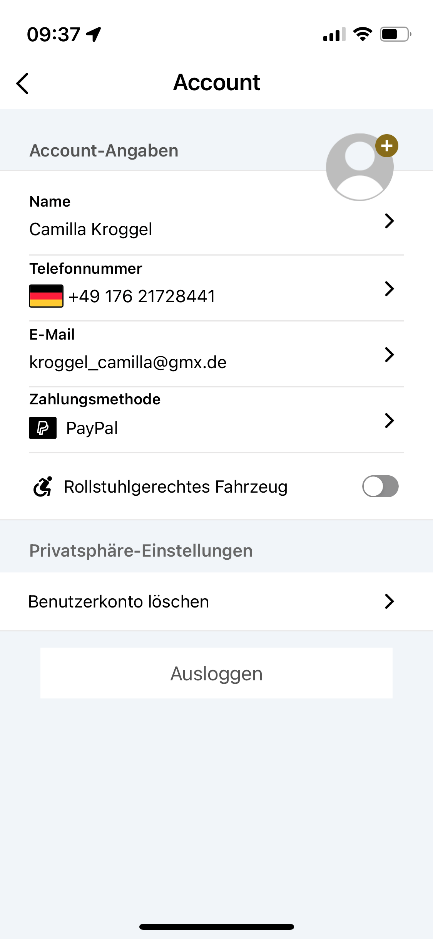 09:37
Account
Account-Angaben
Name
Camilla Kroggel
Telefonnummer
+49 176 21728441
E-Mail
kroggel_camilla@gmx.de
Zahlungsmethode
PayPal
Rollstuhlgerechtes Fahrzeug
Privatsphäre-Einstellungen
Benutzerkonto löschen
Ausloggen